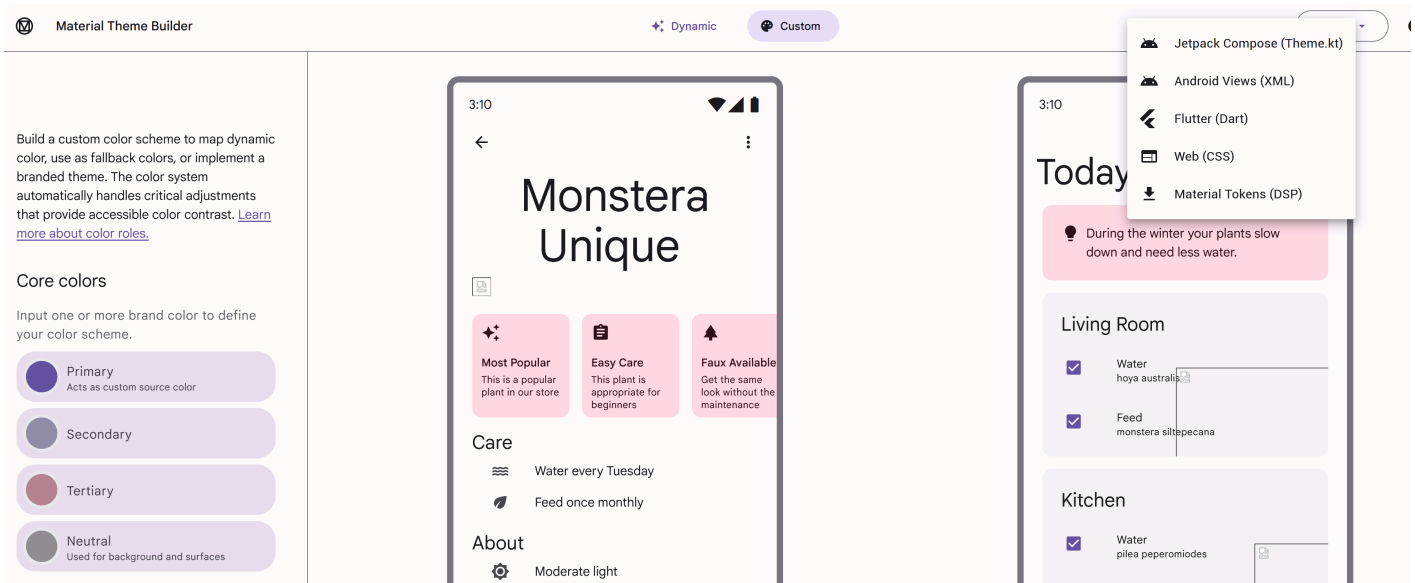 Material Theme Builder
Dynamic
Custom
Jetpack Compose (Theme.kt)
Android Views (XML)
Flutter (Dart)
Web (CSS)
Material Tokens (DSP)
Build a custom color scheme to map dynamic
color, use as fallback colors, or implement a
branded theme. The color system
automatically handles critical adjustments
that provide accessible color contrast. Learn
more about color roles.
Core colors
Input one or more brand color to define
your color scheme.
Primary
Acts as custom source color
Secondary
Tertiary
Neutral
Used for background and surfaces
3:10
Monstera
Unique
Most Popular
This is a popular
plant in our store
Easy Care
This plant is
appropriate for
beginners
Faux Available
Get the same
look without the
maintenance
Care
Water every Tuesday
Feed once monthly
About
Moderate light
3:10
Today
During the winter your plants slow
down and need less water.
Living Room
Water
hoya australis
Feed
monstera siltepecana
Kitchen
Water
pilea peperomiodes